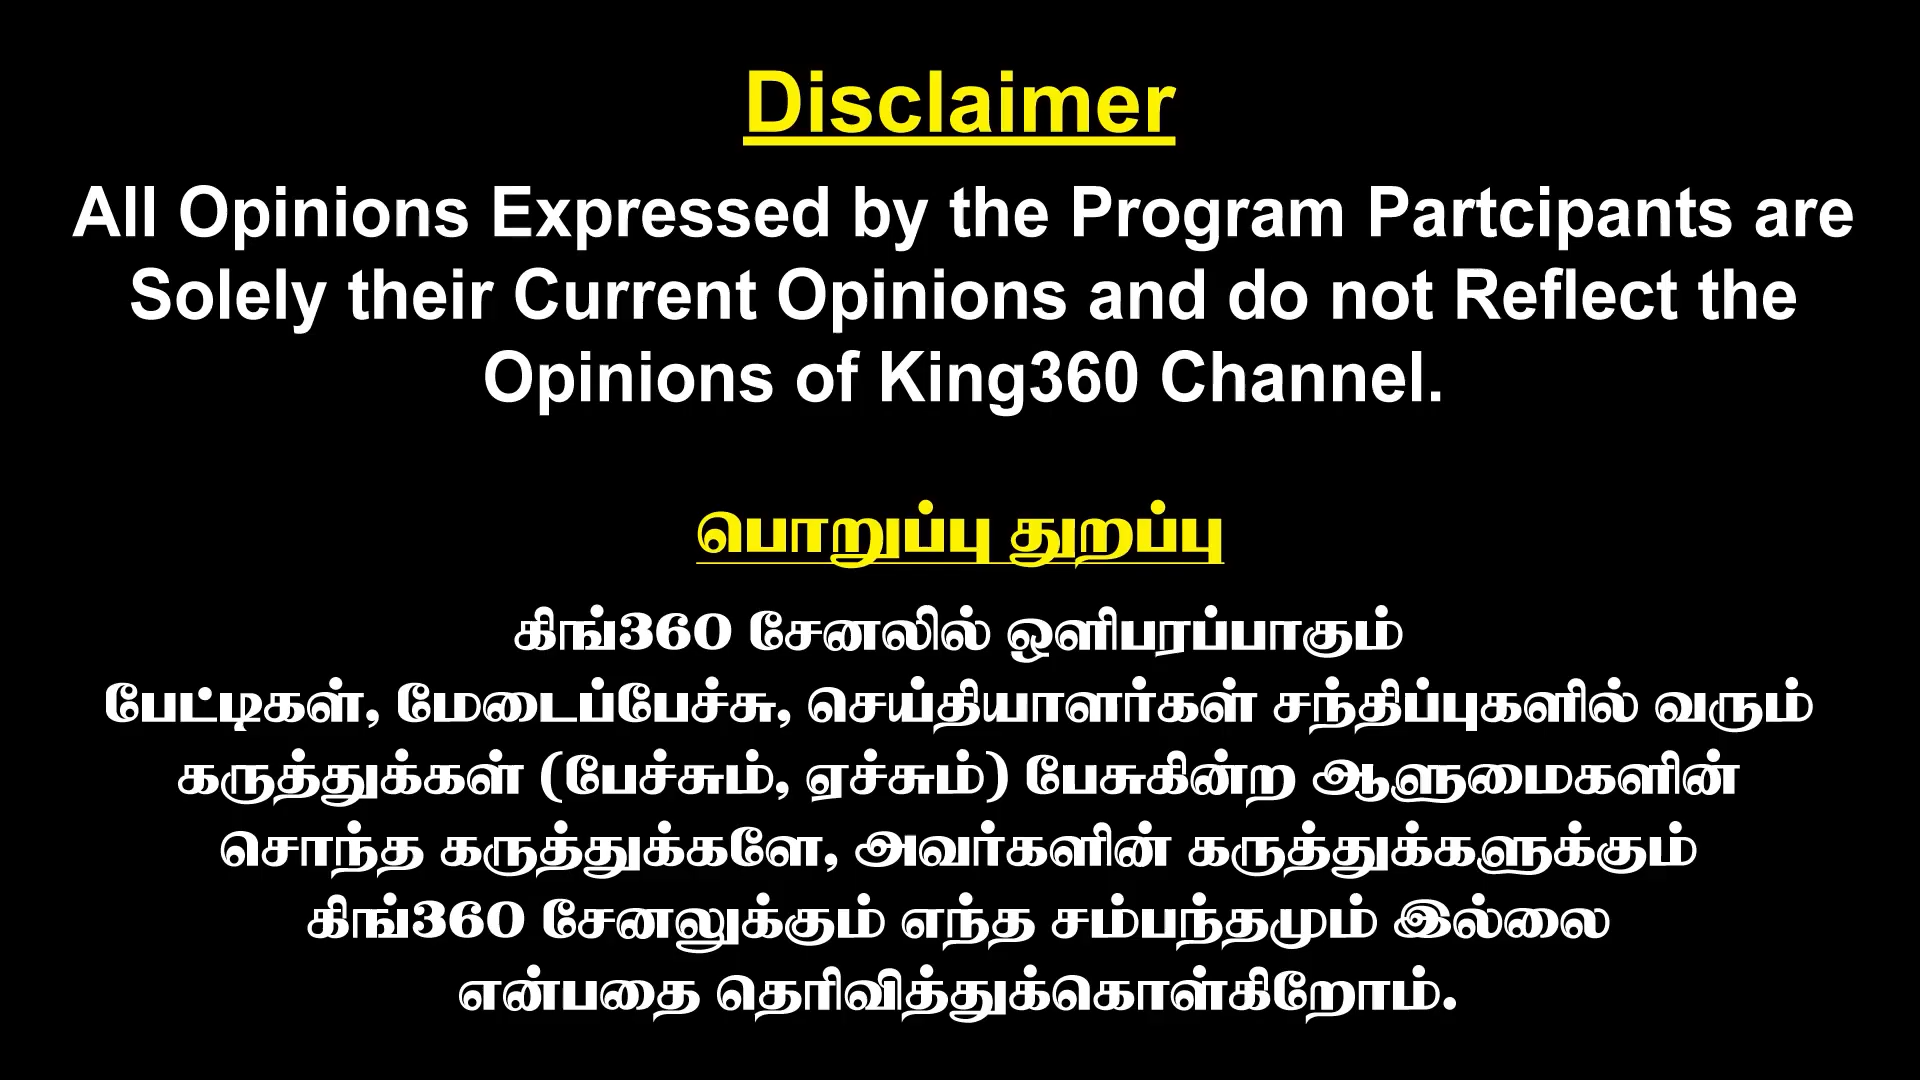 Disclaimer
All Opinions Expressed by the Program Partcipants are
Solely their Current Opinions and do not Reflect the
Opinions of King360 Channel.
பொறுப்பு துறப்பு
கிங்360 சேனலில் ஒளிபரப்பாகும்
பேட்டிகள், மேடைப்பேச்சு, செய்தியாளர்கள் சந்திப்புகளில் வரும்
கருத்துக்கள் (பேச்சும், ஏச்சும்) பேசுகின்ற ஆளுமைகளின்
சொந்த கருத்துக்களே, அவர்களின் கருத்துக்களுக்கும்
கிங்360 சேனலுக்கும் எந்த சம்பந்தமும் இல்லை
என்பதை தெரிவித்துக்கொள்கிறோம்.